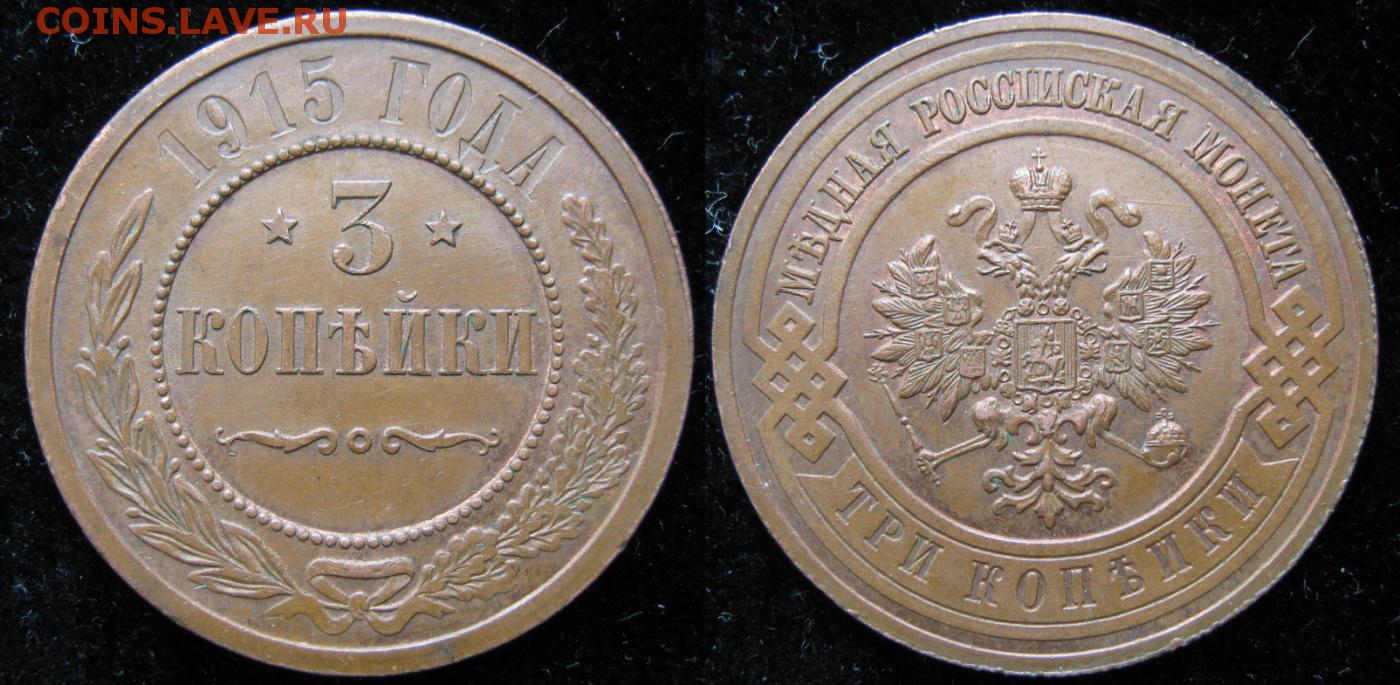 COINS.LAVE.RU
1915 ГОДА
3
КОПѢЙКИ
МѢДНАЯ РОССІЙСКАЯ МОНЕТА
ТРИ КОПѢЙКИ